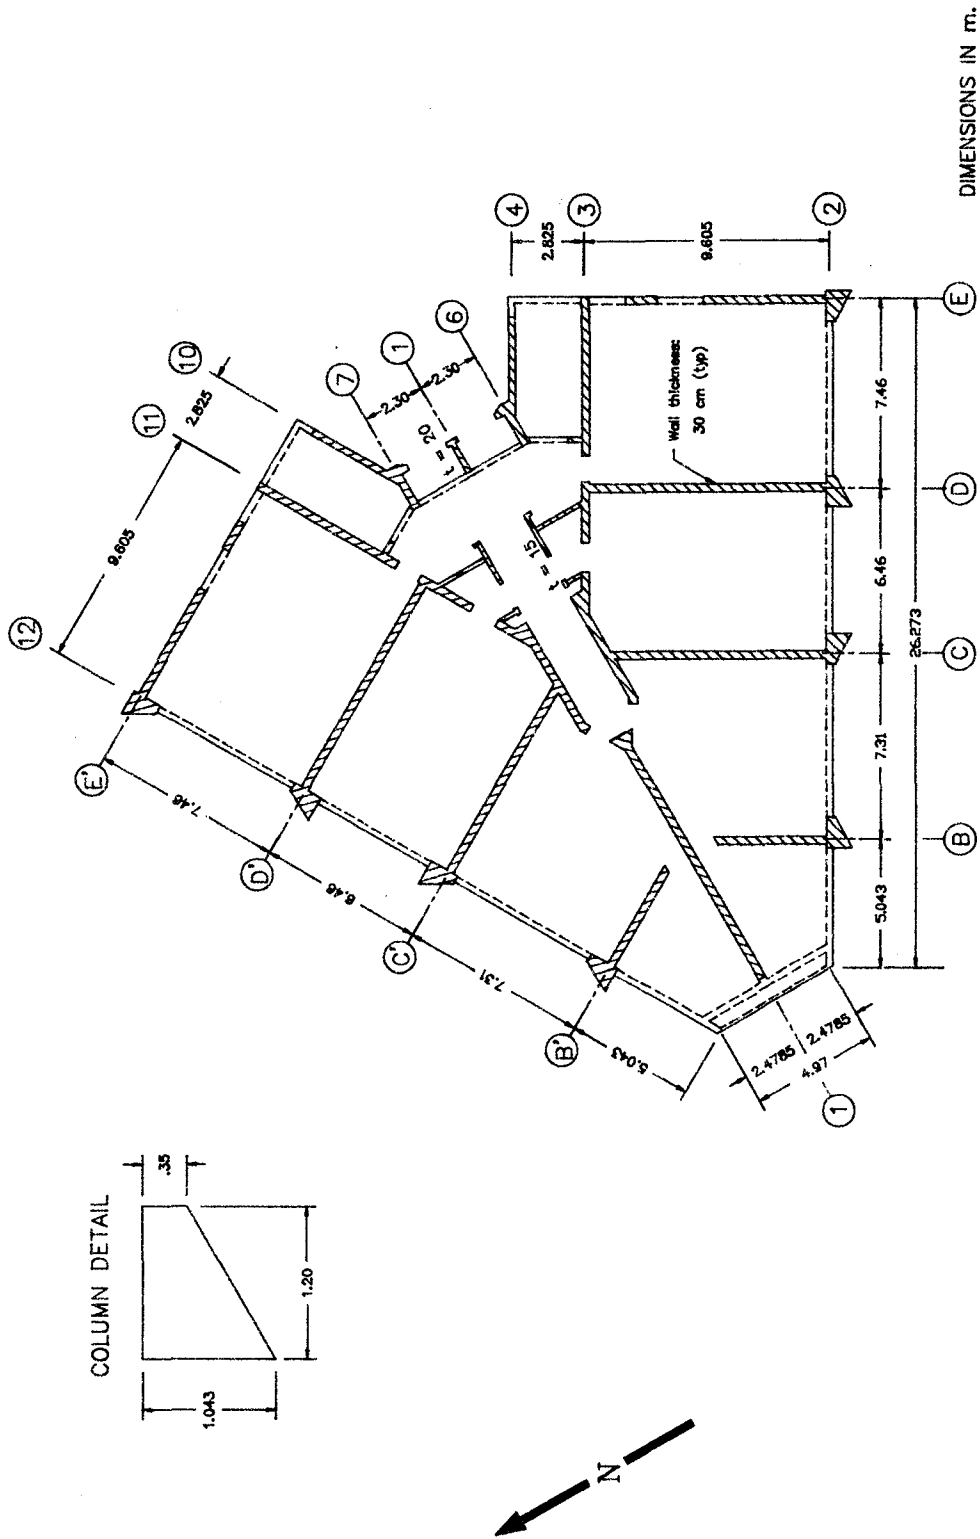 10
11
2.825
9.605
12
7
1
6
2.30
2.30
t = 20
4
3
2
2.825
9.605
Wall thickness:
30 cm (typ)
t = 15
E'
D'
C'
B'
7.46
6.46
7.31
5.043
E
D
C
B
7.46
6.46
7.31
5.043
26.273
2.4785
2.4785
4.97
1
COLUMN DETAIL
.35
1.20
1.043
N
DIMENSIONS IN m.